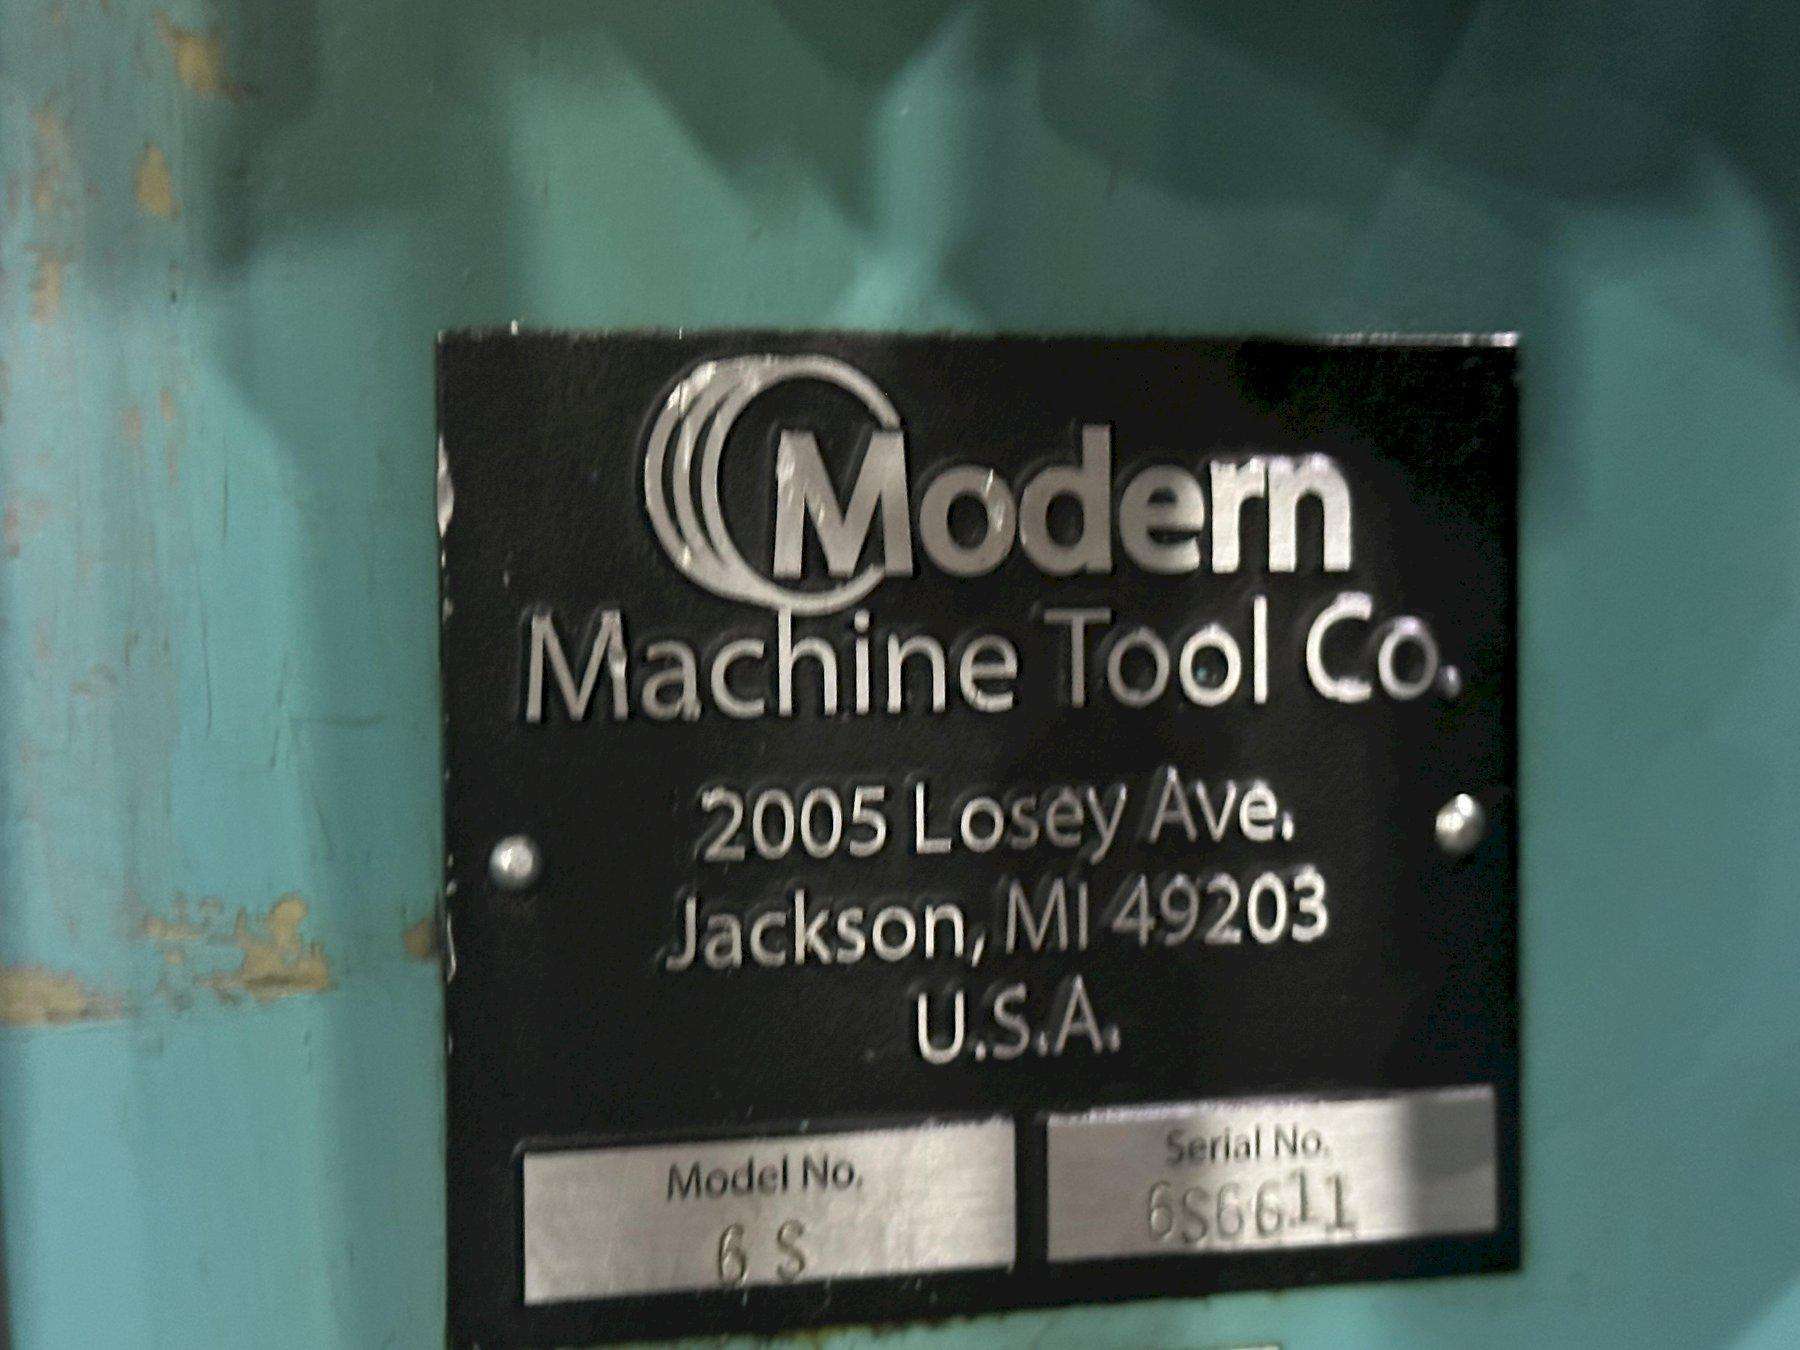 Modern
Machine Tool Co.
2005 Losey Ave.
Jackson, MI 49203
U.S.A.
Model No.
6 S
Serial No.
6S6611